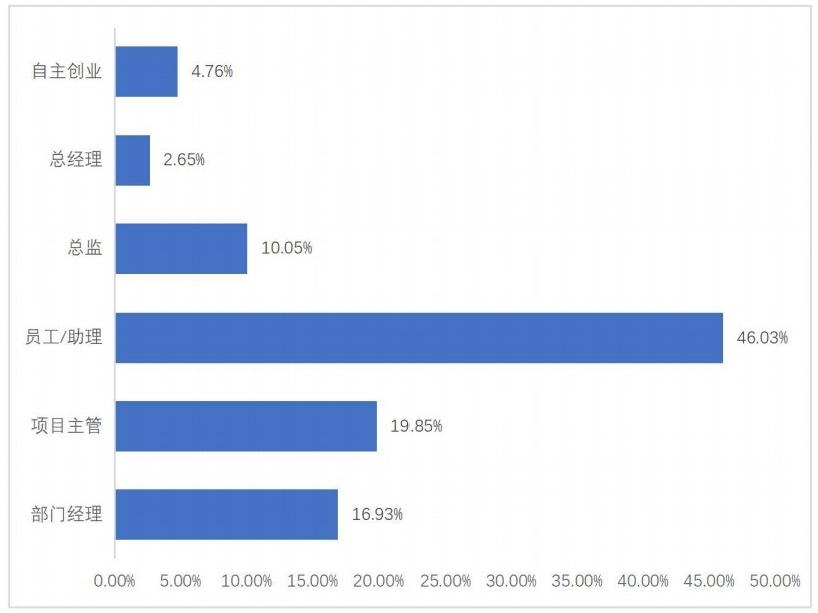 自主创业 4.76%
总经理 2.65%
总监 10.05%
员工/助理 46.03%
项目主管 19.85%
部门经理 16.93%
0.00% 5.00% 10.00% 15.00% 20.00% 25.00% 30.00% 35.00% 40.00% 45.00% 50.00%